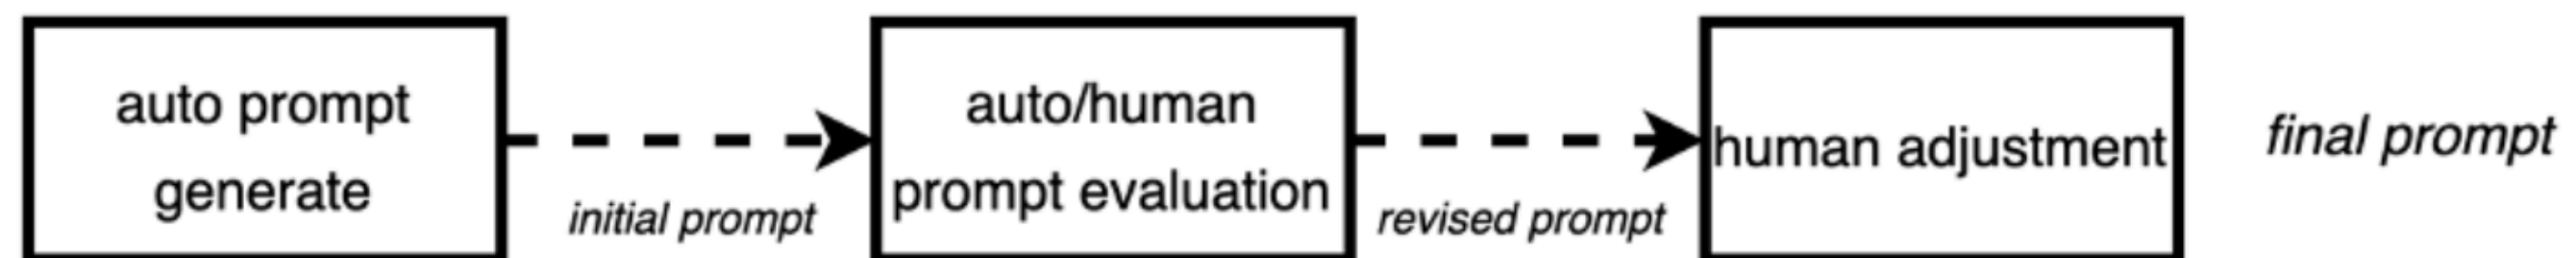 auto prompt
generate
initial prompt
auto/human
prompt evaluation
revised prompt
human adjustment
final prompt